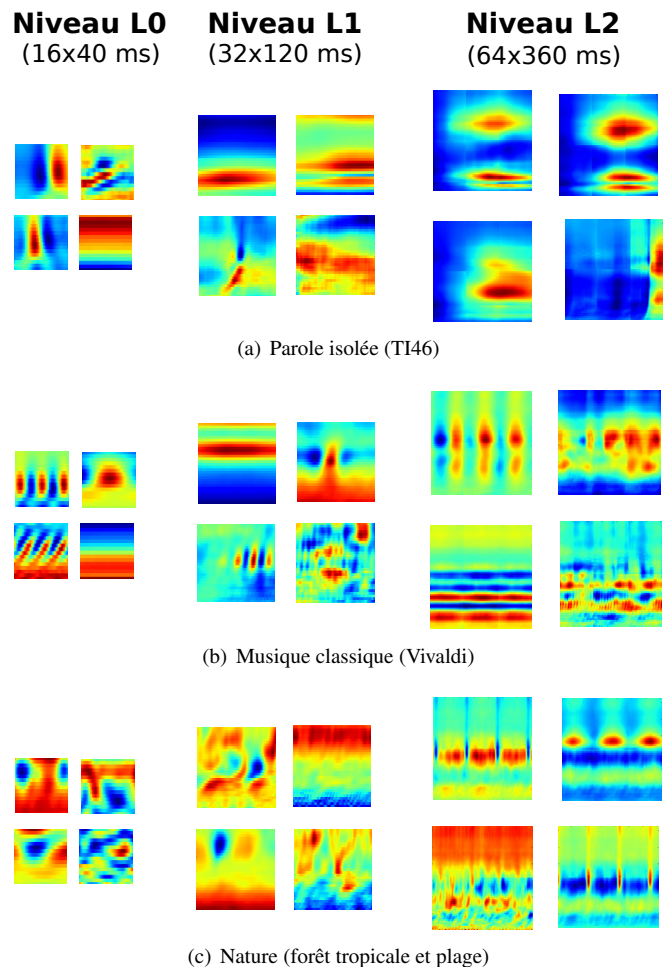 Niveau L0 Niveau L1 Niveau L2
(16x40 ms) (32x120 ms) (64x360 ms)
(a) Parole isolée (TI46)
(b) Musique classique (Vivaldi)
(c) Nature (forêt tropicale et plage)